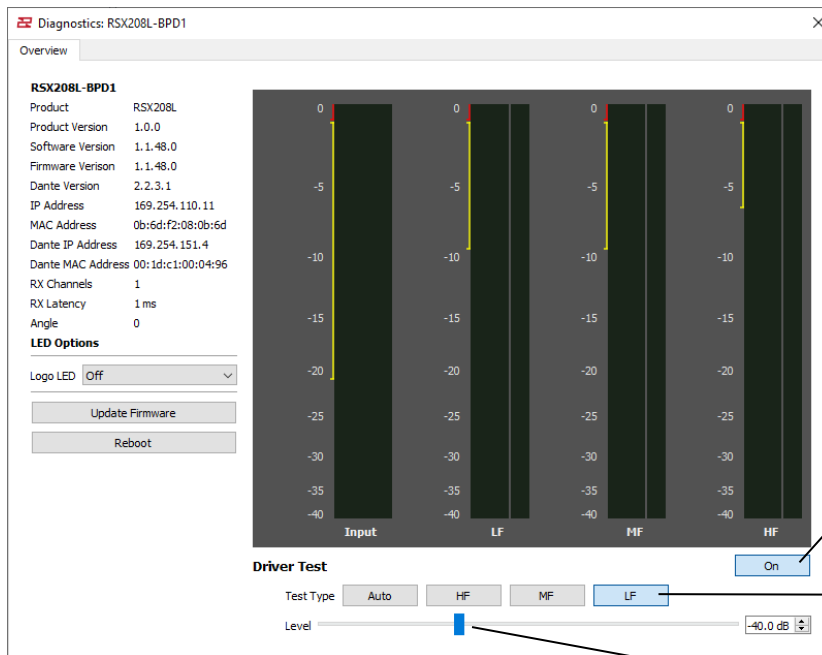 Diagnostics: RSX208L-BPD1
Overview
RSX208L-BPD1
Product RSX208L
Product Version 1.0.0
Software Version 1.1.48.0
Firmware Verison 1.1.48.0
Dante Version 2.2.3.1
IP Address 169.254.110.11
MAC Address 0b:6d:f2:08:0b:6d
Dante IP Address 169.254.151.4
Dante MAC Address 00:1d:c1:00:04:96
RX Channels 1
RX Latency 1 ms
Angle 0
LED Options
Logo LED Off
Update Firmware
Reboot
0 0 0 0
-5 -5 -5 -5
-10 -10 -10 -10
-15 -15 -15 -15
-20 -20 -20 -20
-25 -25 -25 -25
-30 -30 -30 -30
-35 -35 -35 -35
-40 -40 -40 -40
Input LF MF HF
Driver Test On
Test Type Auto HF MF LF
Level -40.0 dB